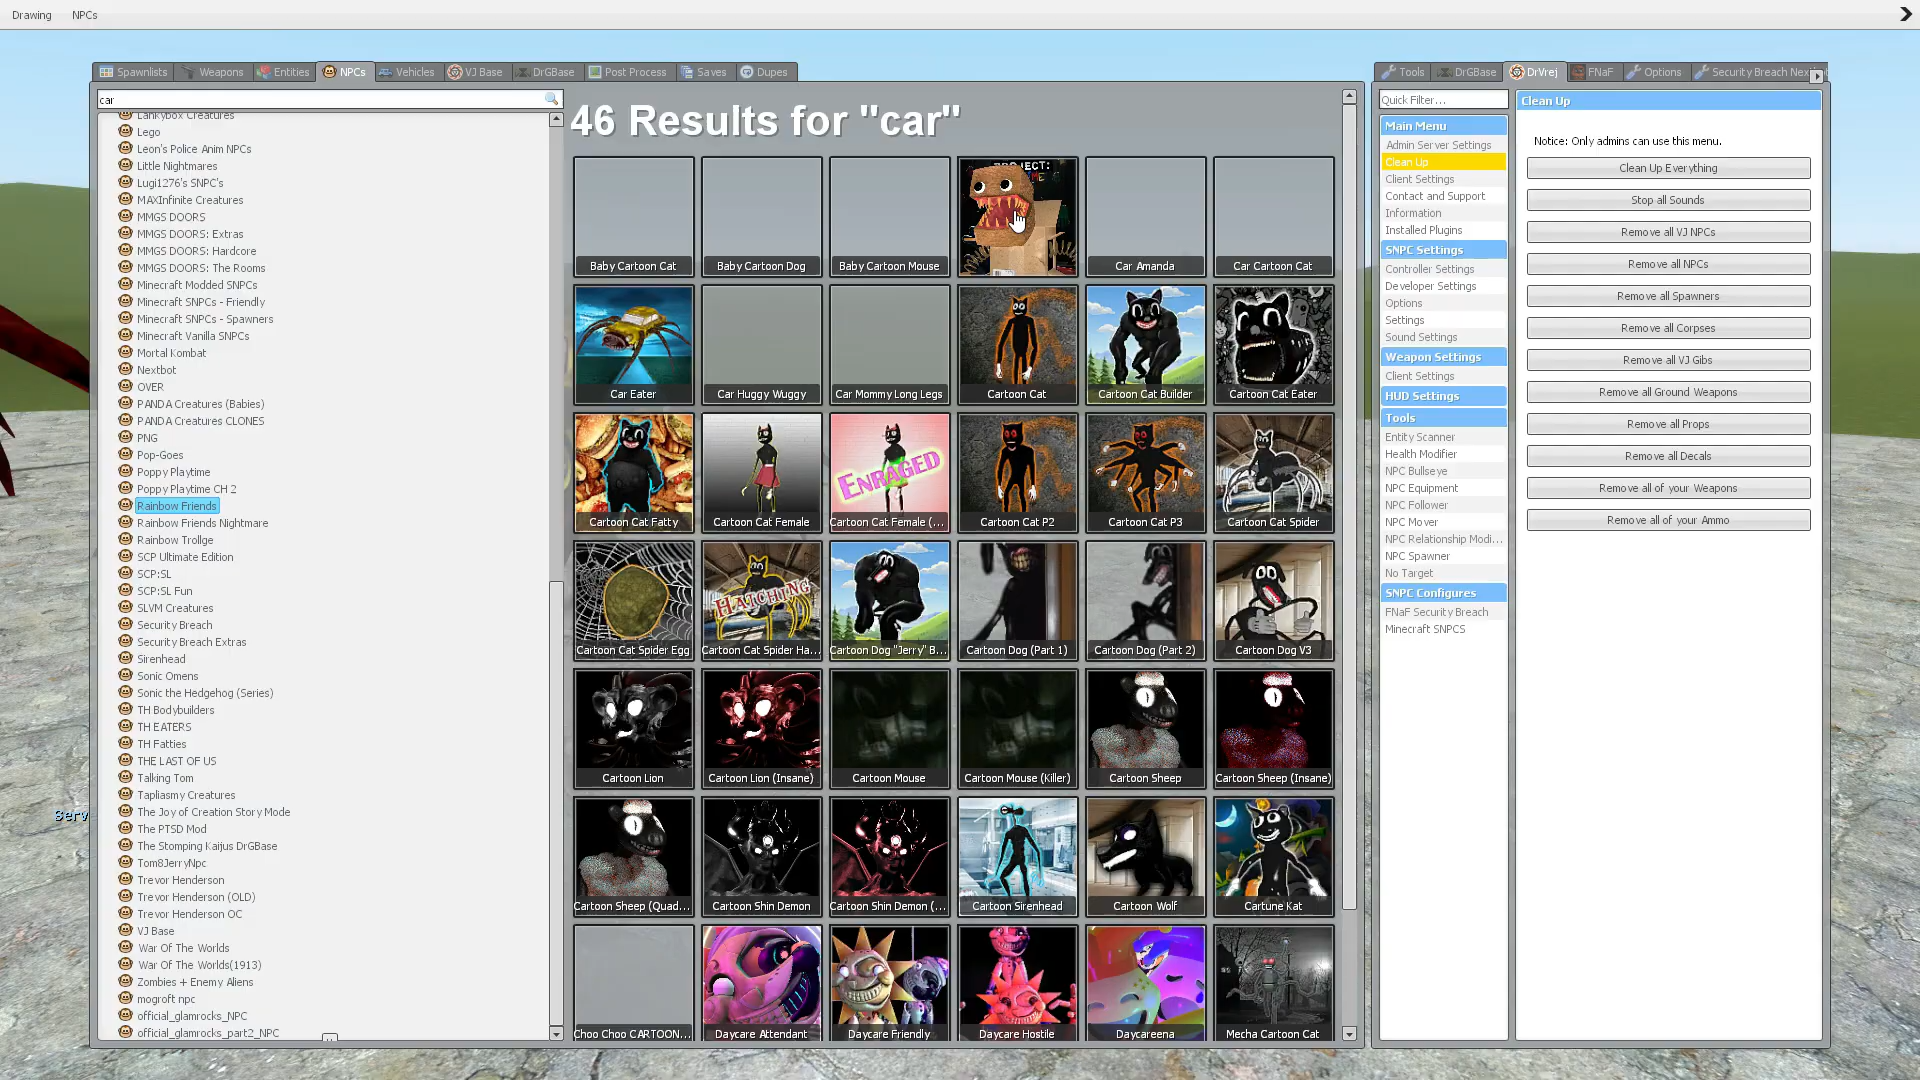 Drawing NPCs
Spawnlists Weapons Entities NPCs Vehicles VJ Base DrGBase Post Process Saves Dupes
Tools DrGBase DrVrej FNaF Options
car
Lankybox Creatures
Lego
Leon's Police Anim NPCs
Little Nightmares
Lugi1276's SNPC's
MAXInfinite Creatures
MMGS DOORS
MMGS DOORS: Extras
MMGS DOORS: Hardcore
MMGS DOORS: The Rooms
Minecraft Modded SNPCs
Minecraft SNPCs - Friendly
Minecraft SNPCs - Spawners
Minecraft Vanilla SNPCs
Mortal Kombat
Nextbot
OVER
PANDA Creatures (Babies)
PANDA Creatures CLONES
PNG
Pop-Goes
Poppy Playtime
Poppy Playtime CH 2
Rainbow Friends
Rainbow Friends Nightmare
Rainbow Trollge
SCP Ultimate Edition
SCP:SL
SCP:SL Fun
SLVM Creatures
Security Breach
Security Breach Extras
Sirenhead
Sonic Omens
Sonic the Hedgehog (Series)
TH Bodybuilders
TH EATERS
TH Fatties
THE LAST OF US
Talking Tom
Tapliasmy Creatures
The Joy of Creation Story Mode
The PTSD Mod
The Stomping Kaijus DrGBase
Tom8JerryNpc
Trevor Henderson
Trevor Henderson (OLD)
Trevor Henderson OC
VJ Base
War Of The Worlds
War Of The Worlds(1913)
Zombies + Enemy Aliens
mogroft npc
official_glamrocks_NPC
official_glamrocks_part2_NPC
Serv
46 Results for "car"
PROJECT:
Baby Cartoon Cat Baby Cartoon Dog Baby Cartoon Mouse Car Amanda Car Cartoon Cat
Car Eater Car Huggy Wuggy Car Mommy Long Legs Cartoon Cat Cartoon Cat Builder Cartoon Cat Eater
ENRAGED
Cartoon Cat Fatty Cartoon Cat Female Cartoon Cat Female (... Cartoon Cat P2 Cartoon Cat P3 Cartoon Cat Spider
HATCHING
Cartoon Cat Spider Egg Cartoon Cat Spider Ha... Cartoon Dog "Jerry" B... Cartoon Dog (Part 1) Cartoon Dog (Part 2) Cartoon Dog V3
Cartoon Lion Cartoon Lion (Insane) Cartoon Mouse Cartoon Mouse (Killer) Cartoon Sheep Cartoon Sheep (Insane)
Cartoon Sheep (Quad... Cartoon Shin Demon Cartoon Shin Demon (... Cartoon Sirenhead Cartoon Wolf Cartune Kat
Choo Choo CARTOON... Daycare Attendant Daycare Friendly Daycare Hostile Daycareena Mecha Cartoon Cat
Quick Filter...
Main Menu
Admin Server Settings
Clean Up
Client Settings
Contact and Support
Information
Installed Plugins
SNPC Settings
Controller Settings
Developer Settings
Options
Settings
Sound Settings
Weapon Settings
Client Settings
HUD Settings
Tools
Entity Scanner
Health Modifier
NPC Bullseye
NPC Equipment
NPC Follower
NPC Mover
NPC Relationship Modi...
NPC Spawner
No Target
SNPC Configures
FNaF Security Breach
Minecraft SNPCS
Clean Up
Notice: Only admins can use this menu.
Clean Up Everything
Stop all Sounds
Remove all VJ NPCs
Remove all NPCs
Remove all Spawners
Remove all Corpses
Remove all VJ Gibs
Remove all Ground Weapons
Remove all Props
Remove all Decals
Remove all of your Weapons
Remove all of your Ammo